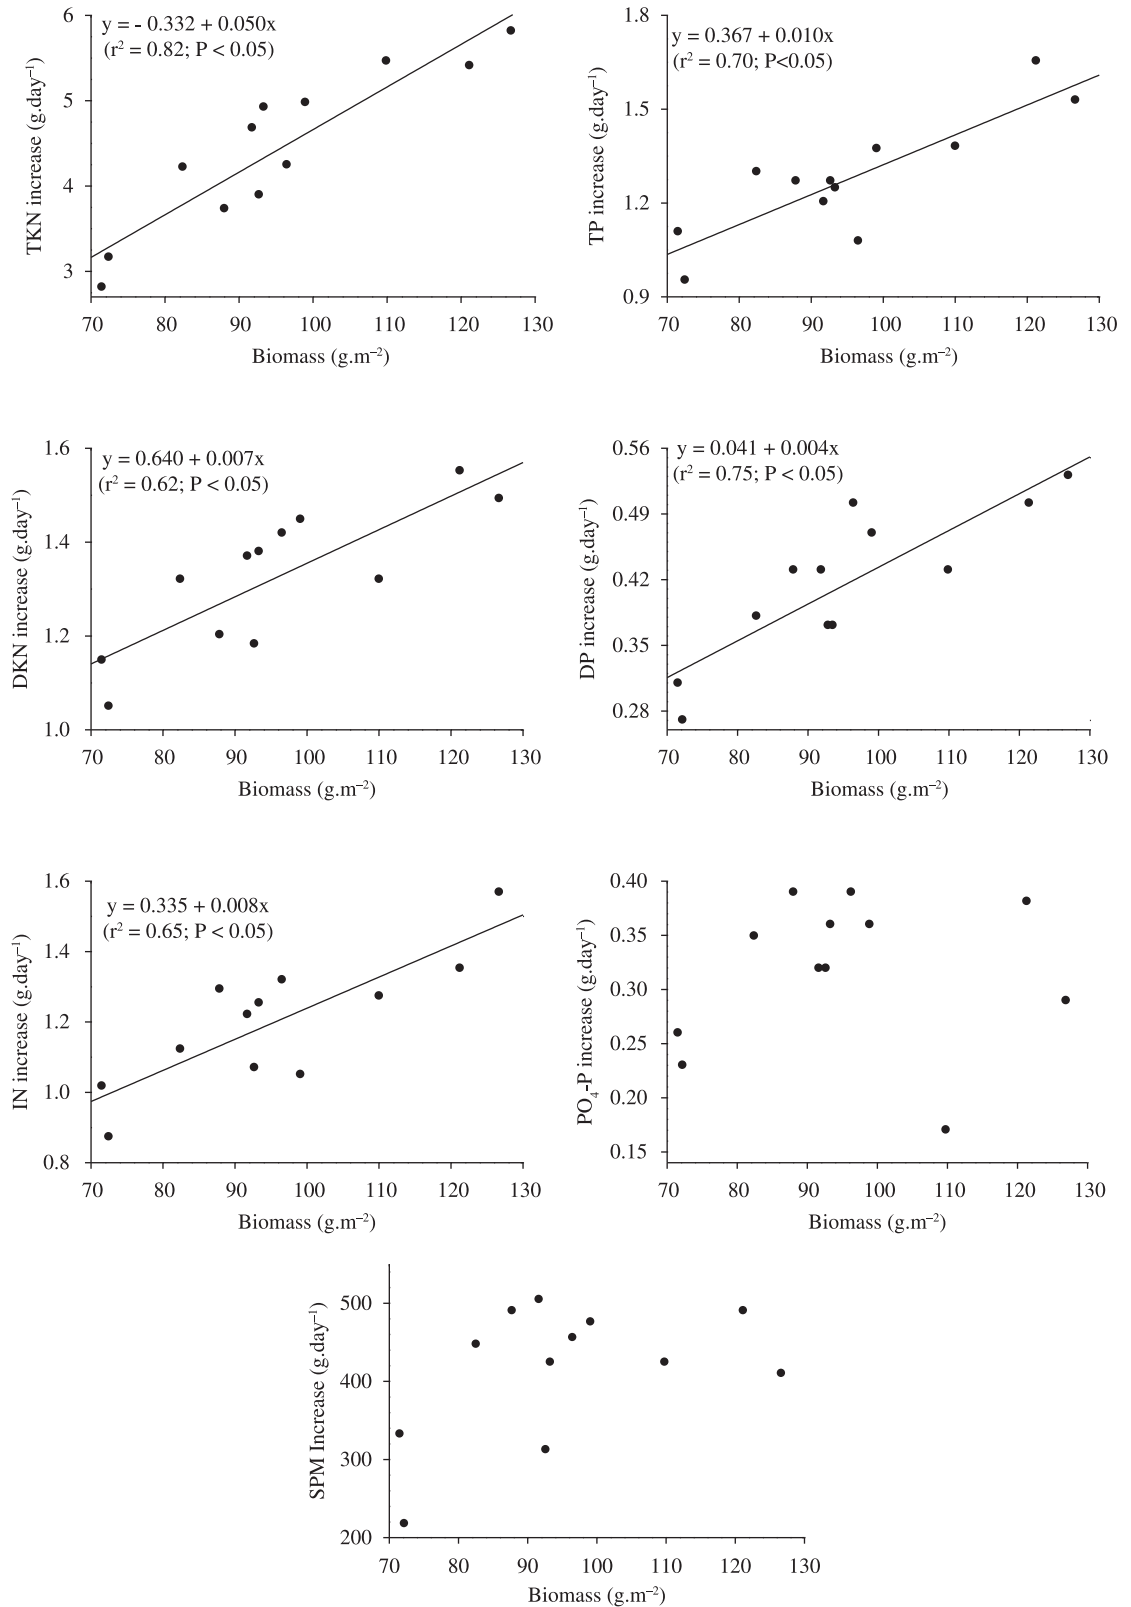 y = - 0.332 + 0.050x
(r² = 0.82; P < 0.05)
TKN increase (g.day⁻¹)
6
5
4
3
70 80 90 100 110 120 130
Biomass (g.m⁻²)
y = 0.367 + 0.010x
(r² = 0.70; P<0.05)
TP increase (g.day⁻¹)
1.8
1.5
1.2
0.9
70 80 90 100 110 120 130
Biomass (g.m⁻²)
y = 0.640 + 0.007x
(r² = 0.62; P < 0.05)
DKN increase (g.day⁻¹)
1.6
1.4
1.2
1.0
70 80 90 100 110 120 130
Biomass (g.m⁻²)
y = 0.041 + 0.004x
(r² = 0.75; P < 0.05)
DP increase (g.day⁻¹)
0.56
0.49
0.42
0.35
0.28
70 80 90 100 110 120 130
Biomass (g.m⁻²)
y = 0.335 + 0.008x
(r² = 0.65; P < 0.05)
IN increase (g.day⁻¹)
1.6
1.4
1.2
1.0
0.8
70 80 90 100 110 120 130
Biomass (g.m⁻²)
PO₄-P increase (g.day⁻¹)
0.40
0.35
0.30
0.25
0.20
0.15
70 80 90 100 110 120 130
Biomass (g.m⁻²)
SPM Increase (g.day⁻¹)
500
400
300
200
70 80 90 100 110 120 130
Biomass (g.m⁻²)